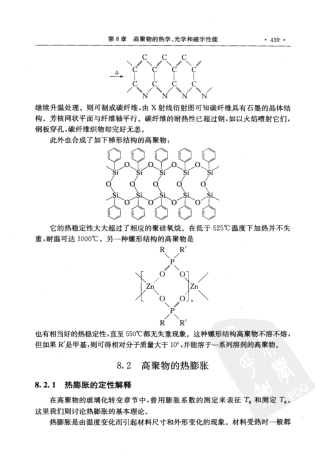 第8章 高聚物的热学、光学和磁学性能 · 439 ·
C C C C
C C C C
C C C C
N N N N
继续升温处理。则可制成碳纤维,由 X 射线衍射图可知碳纤维具有石墨的晶体结
构。芳核网状平面与纤维轴平行。碳纤维的耐热性已超过钢,如以火焰喷射它们,
钢板穿孔,碳纤维织物却完好无恙。
此外也合成了如下梯形结构的高聚物:
O O O O
Si Si Si Si Si
O O O O O
Si Si Si Si Si
O O O O
它的热稳定性大大超过了相应的聚硅氧烷。在低于 525℃温度下加热并不失
重,耐温可达 1000℃。另一种螺形结构的高聚物是
R R′
P
O O
Zn Zn
O O
P
R R′
也有相当好的热稳定性,直至 550℃都无失重现象。这种螺形结构高聚物不溶不熔,
但如果 R′是甲基,则可得相对分子质量大于 10⁴,并能溶于一系列溶剂的高聚物。
8.2 高聚物的热膨胀
8.2.1 热膨胀的定性解释
在高聚物的玻璃化转变章节中,曾用膨胀系数的测定来表征 Tg 和测定 Tg。
这里我们则讨论热膨胀的基本理论。
热膨胀是由温度变化而引起材料尺寸和外形变化的现象。材料受热时一般都